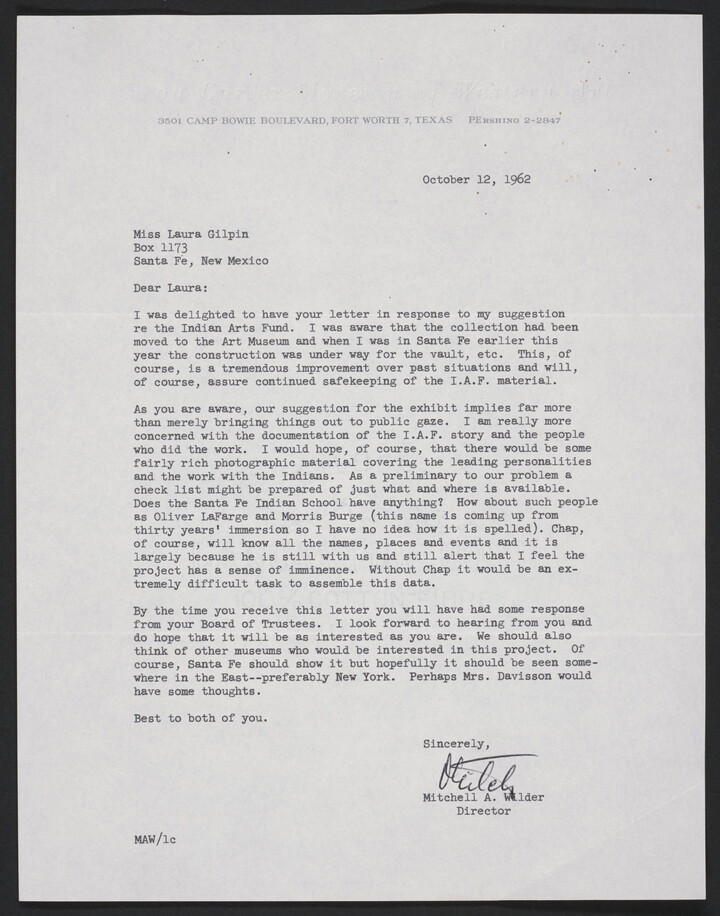 3501 CAMP BOWIE BOULEVARD, FORT WORTH 7, TEXAS PERSHING 2-2847
October 12, 1962
Miss Laura Gilpin
Box 1173
Santa Fe, New Mexico
Dear Laura:
I was delighted to have your letter in response to my suggestion
re the Indian Arts Fund. I was aware that the collection had been
moved to the Art Museum and when I was in Santa Fe earlier this
year the construction was under way for the vault, etc. This, of
course, is a tremendous improvement over past situations and will,
of course, assure continued safekeeping of the I.A.F. material.
As you are aware, our suggestion for the exhibit implies far more
than merely bringing things out to public gaze. I am really more
concerned with the documentation of the I.A.F. story and the people
who did the work. I would hope, of course, that there would be some
fairly rich photographic material covering the leading personalities
and the work with the Indians. As a preliminary to our problem a
check list might be prepared of just what and where is available.
Does the Santa Fe Indian School have anything? How about such people
as Oliver LaFarge and Morris Burge (this name is coming up from
thirty years' immersion so I have no idea how it is spelled). Chap,
of course, will know all the names, places and events and it is
largely because he is still with us and still alert that I feel the
project has a sense of imminence. Without Chap it would be an ex-
tremely difficult task to assemble this data.
By the time you receive this letter you will have had some response
from your Board of Trustees. I look forward to hearing from you and
do hope that it will be as interested as you are. We should also
think of other museums who would be interested in this project. Of
course, Santa Fe should show it but hopefully it should be seen some-
where in the East--preferably New York. Perhaps Mrs. Davisson would
have some thoughts.
Best to both of you.
Sincerely,
Mitch
Mitchell A. Wilder
Director
MAW/lc